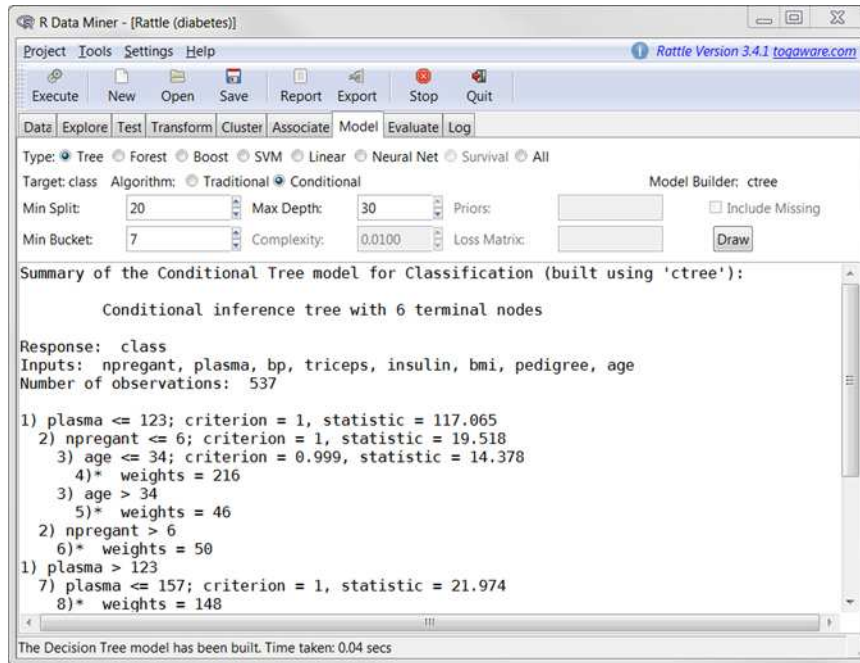 R Data Miner - [Rattle (diabetes)]
Project Tools Settings Help Rattle Version 3.4.1 togaware.com
Execute New Open Save Report Export Stop Quit
Data Explore Test Transform Cluster Associate Model Evaluate Log
Type: Tree Forest Boost SVM Linear Neural Net Survival All
Target: class Algorithm: Traditional Conditional Model Builder: ctree
Min Split: 20 Max Depth: 30 Priors: Include Missing
Min Bucket: 7 Complexity: 0.0100 Loss Matrix: Draw
Summary of the Conditional Tree model for Classification (built using 'ctree'):
Conditional inference tree with 6 terminal nodes
Response: class
Inputs: npregant, plasma, bp, triceps, insulin, bmi, pedigree, age
Number of observations: 537
1) plasma <= 123; criterion = 1, statistic = 117.065
2) npregant <= 6; criterion = 1, statistic = 19.518
3) age <= 34; criterion = 0.999, statistic = 14.378
4)* weights = 216
3) age > 34
5)* weights = 46
2) npregant > 6
6)* weights = 50
1) plasma > 123
7) plasma <= 157; criterion = 1, statistic = 21.974
8)* weights = 148
The Decision Tree model has been built. Time taken: 0.04 secs